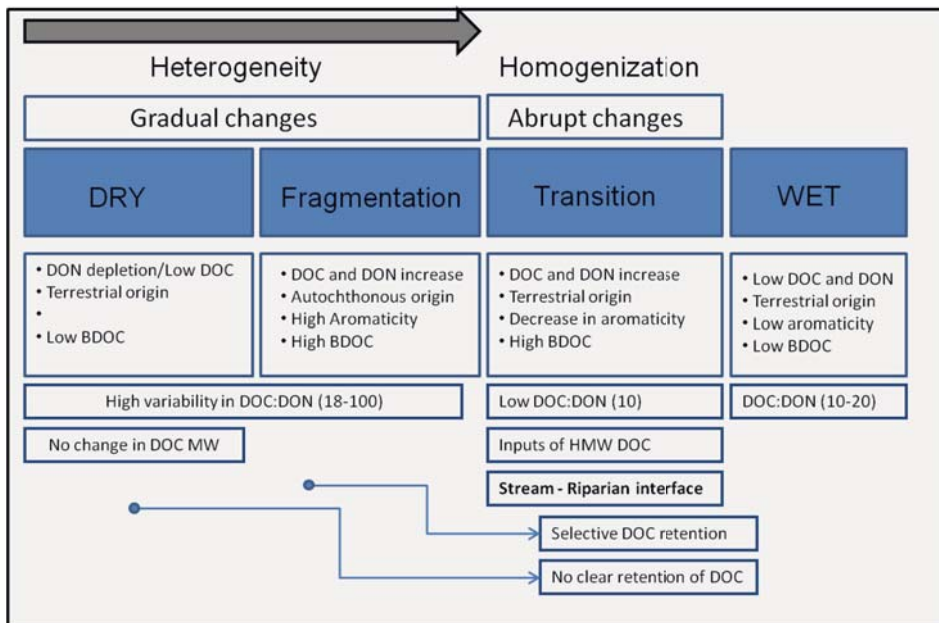 Heterogeneity
Homogenization
Gradual changes
Abrupt changes
DRY
Fragmentation
Transition
WET
• DON depletion/Low DOC
• Terrestrial origin
•
• Low BDOC
• DOC and DON increase
• Autochthonous origin
• High Aromaticity
• High BDOC
• DOC and DON increase
• Terrestrial origin
• Decrease in aromaticity
• High BDOC
• Low DOC and DON
• Terrestrial origin
• Low aromaticity
• Low BDOC
High variability in DOC:DON (18-100)
Low DOC:DON (10)
DOC:DON (10-20)
No change in DOC MW
Inputs of HMW DOC
Stream - Riparian interface
Selective DOC retention
No clear retention of DOC